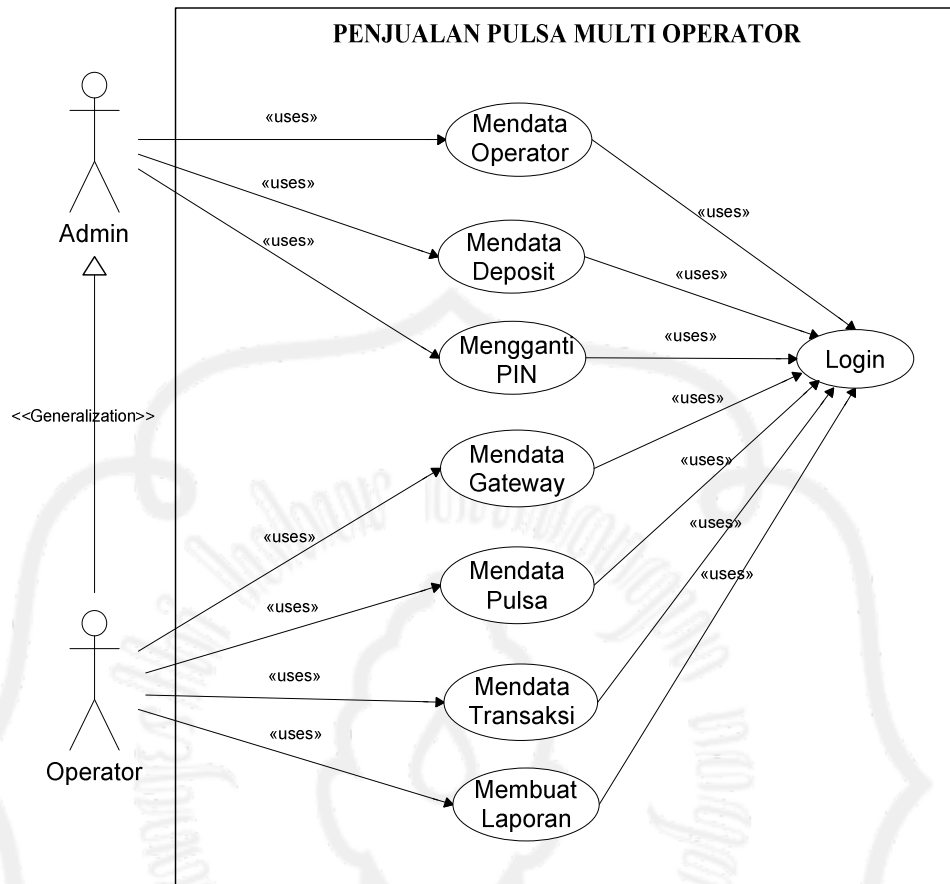 PENJUALAN PULSA MULTI OPERATOR
«uses»
Mendata
Operator
«uses»
«uses»
Admin
«uses»
Mendata
Deposit
«uses»
«uses»
Mengganti
PIN
«uses»
Login
<<Generalization>>
«uses»
Mendata
Gateway
«uses»
«uses»
«uses»
Mendata
Pulsa
«uses»
«uses»
«uses»
Mendata
Transaksi
«uses»
Operator
Membuat
Laporan